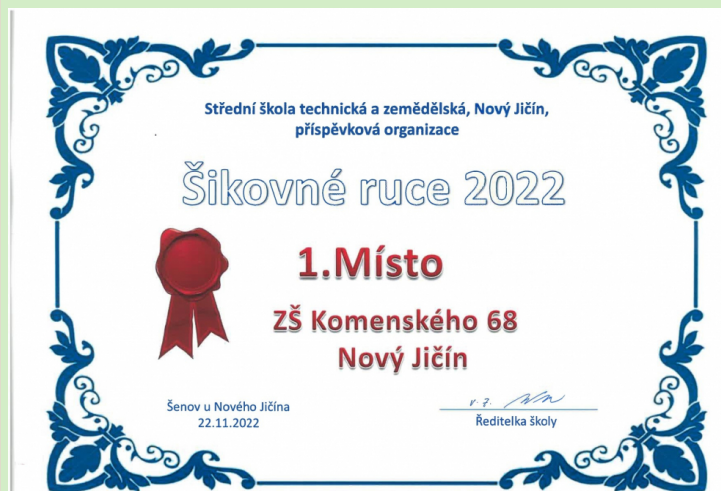 Střední škola technická a zemědělská, Nový Jičín,
příspěvková organizace
Šikovné ruce 2022
1.Místo
ZŠ Komenského 68
Nový Jičín
Šenov u Nového Jičína
22.11.2022
v. z.
Ředitelka školy